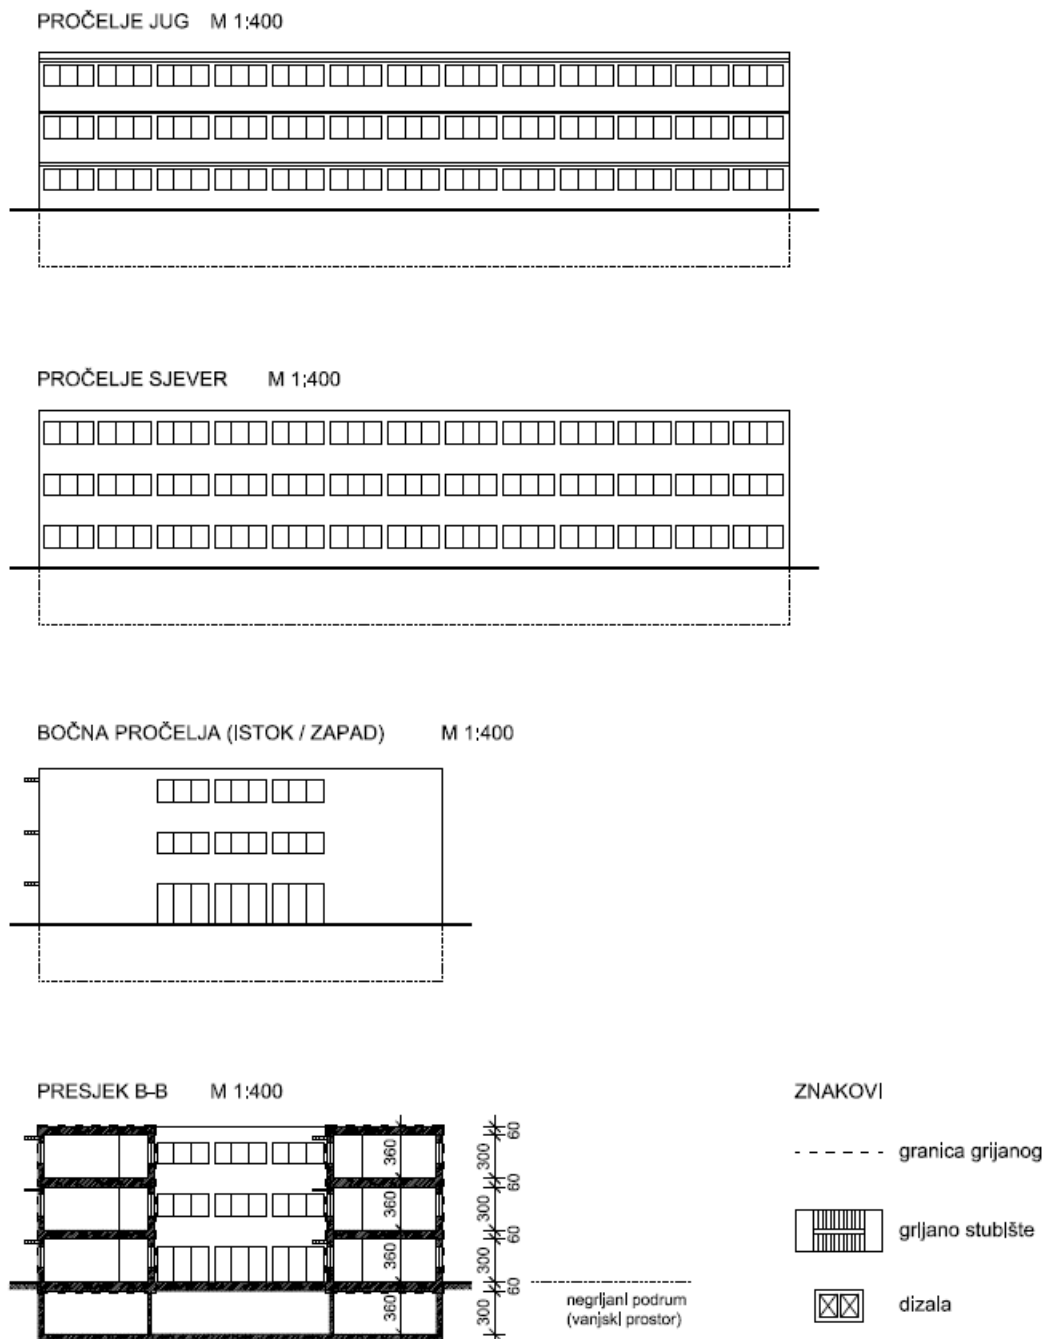 PROČELJE JUG M 1:400
PROČELJE SJEVER M 1:400
BOČNA PROČELJA (ISTOK / ZAPAD) M 1:400
PRESJEK B-B M 1:400
60
360
300
60
360
300
60
360
300
60
360
300
negrijani podrum
(vanjski prostor)
ZNAKOVI
granica grijanog
grijano stubište
dizala